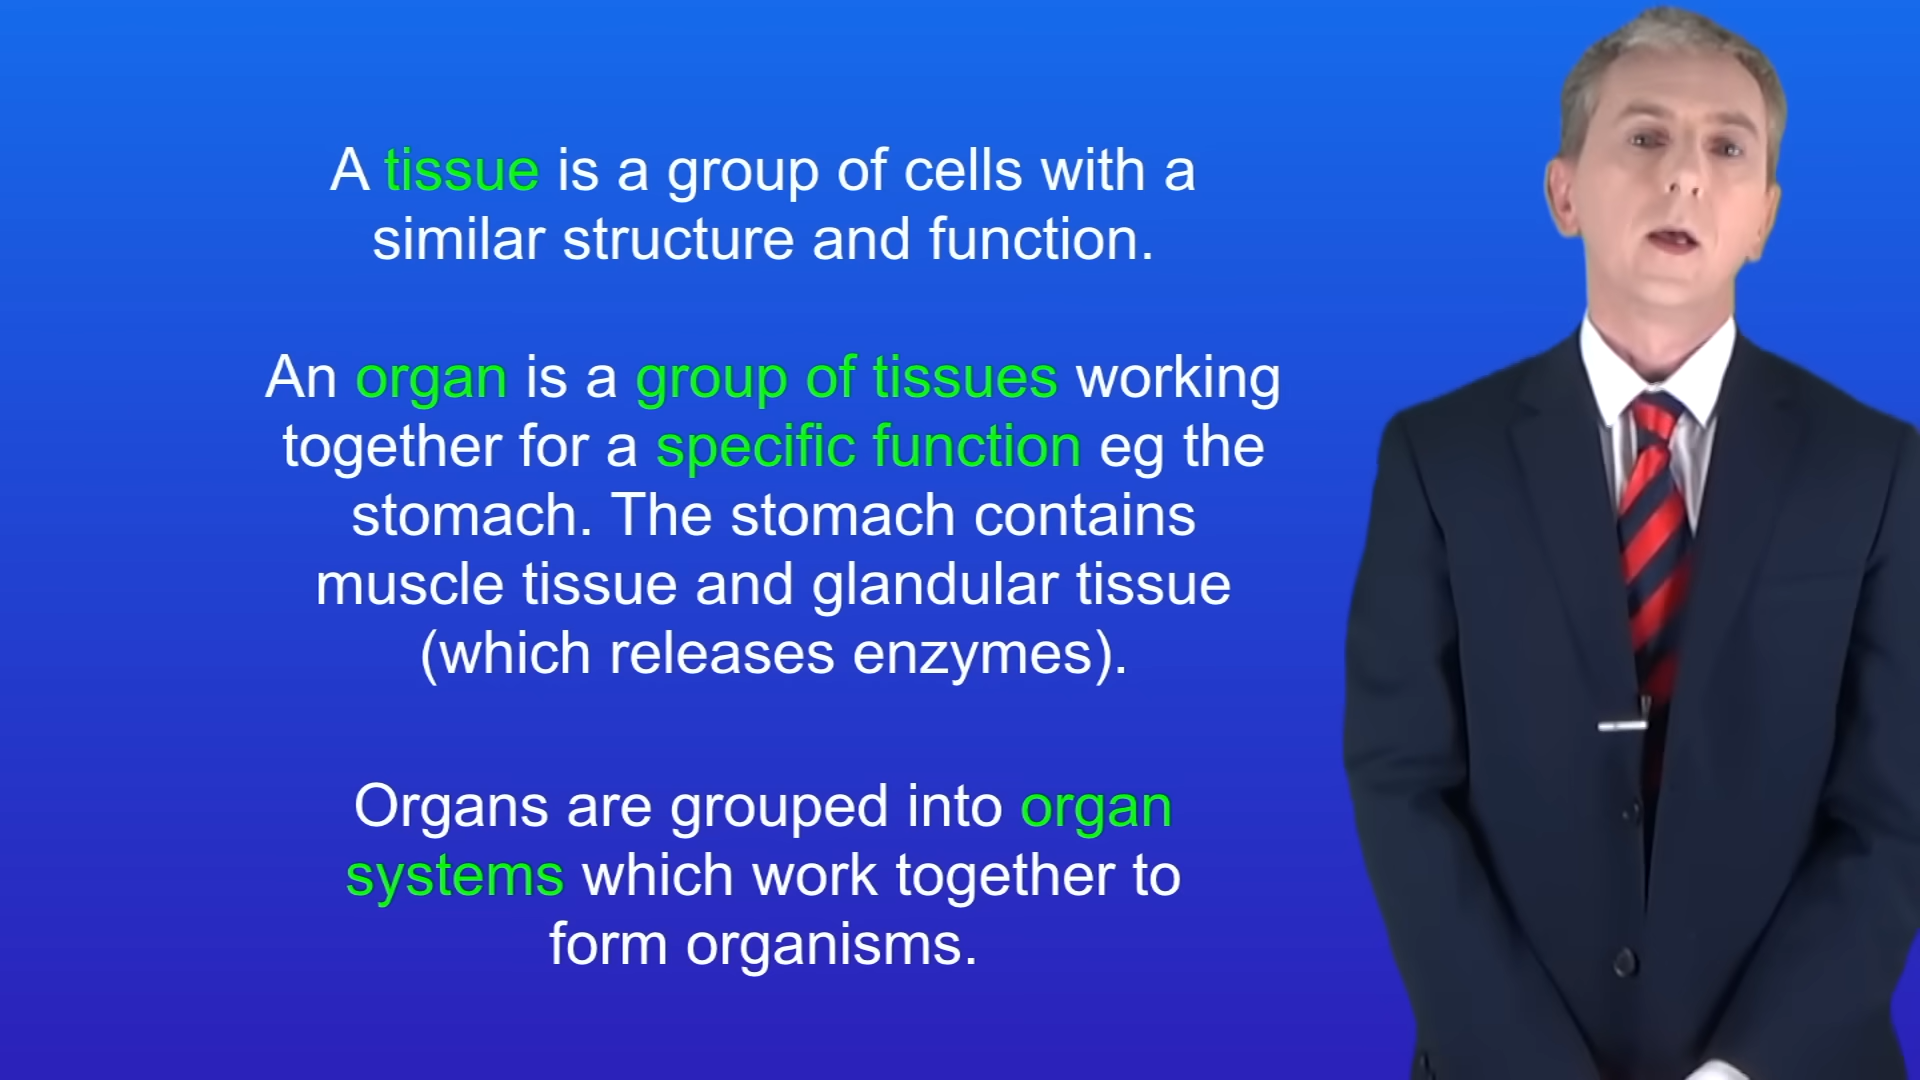 A tissue is a group of cells with a
similar structure and function.
An organ is a group of tissues working
together for a specific function eg the
stomach. The stomach contains
muscle tissue and glandular tissue
(which releases enzymes).
Organs are grouped into organ
systems which work together to
form organisms.